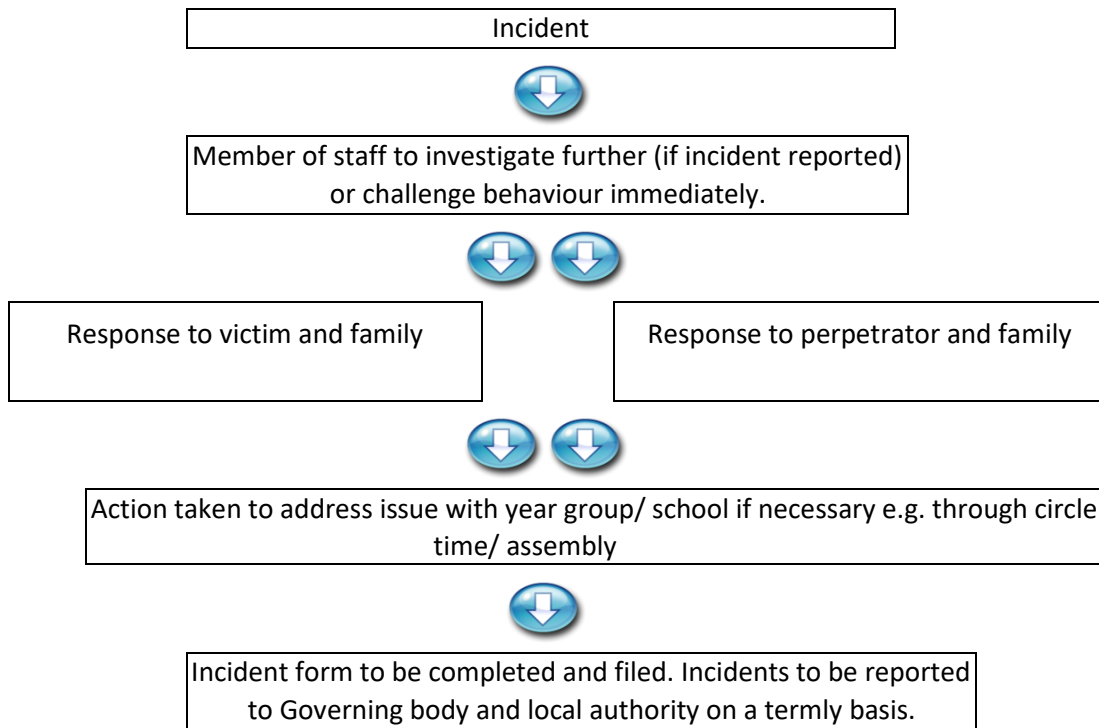 Incident
Member of staff to investigate further (if incident reported)
or challenge behaviour immediately.
Response to victim and family
Response to perpetrator and family
Action taken to address issue with year group/ school if necessary e.g. through circle
time/ assembly
Incident form to be completed and filed. Incidents to be reported
to Governing body and local authority on a termly basis.